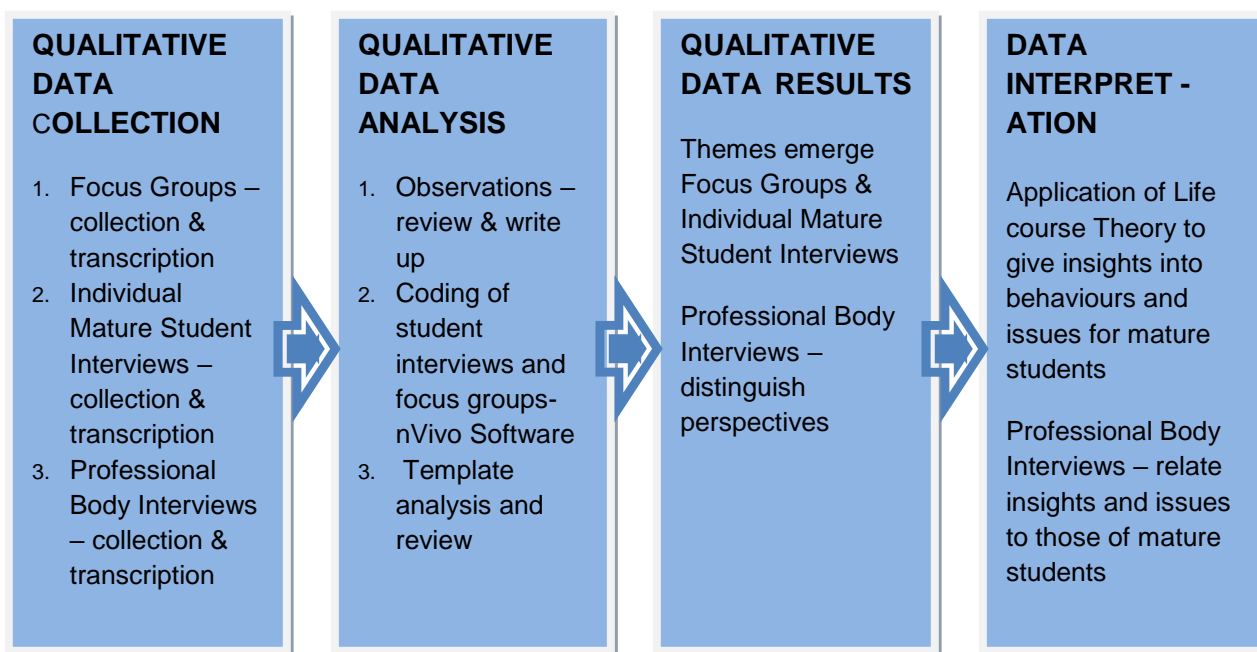 QUALITATIVE
DATA
COLLECTION
1. Focus Groups –
collection &
transcription
2. Individual
Mature Student
Interviews –
collection &
transcription
3. Professional
Body Interviews
– collection &
transcription
QUALITATIVE
DATA
ANALYSIS
1. Observations –
review & write
up
2. Coding of
student
interviews and
focus groups-
nVivo Software
3. Template
analysis and
review
QUALITATIVE
DATA RESULTS
Themes emerge
Focus Groups &
Individual Mature
Student Interviews
Professional Body
Interviews –
distinguish
perspectives
DATA
INTERPRET -
ATION
Application of Life
course Theory to
give insights into
behaviours and
issues for mature
students
Professional Body
Interviews – relate
insights and issues
to those of mature
students